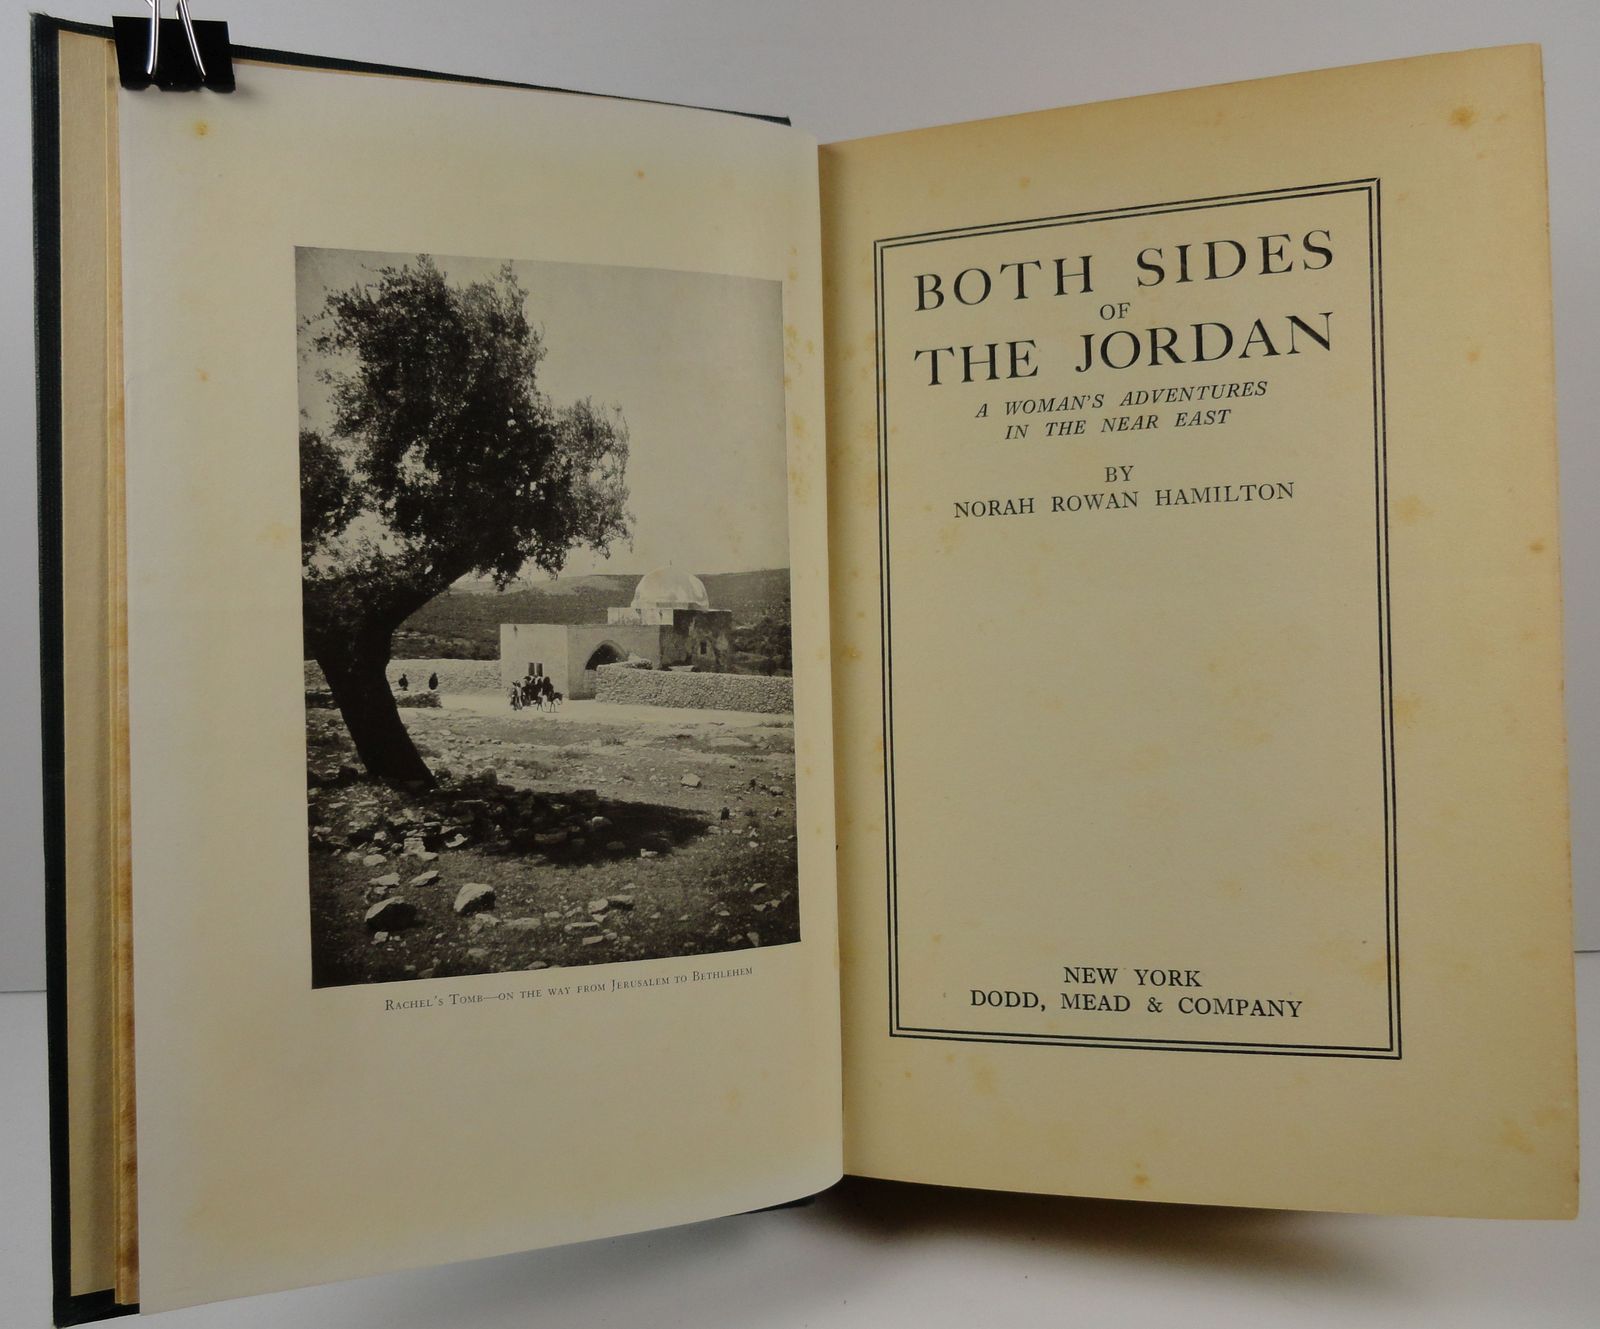 RACHEL'S TOMB—ON THE WAY FROM JERUSALEM TO BETHLEHEM
BOTH SIDES
OF
THE JORDAN
A WOMAN'S ADVENTURES
IN THE NEAR EAST
BY
NORAH ROWAN HAMILTON
NEW YORK
DODD, MEAD & COMPANY